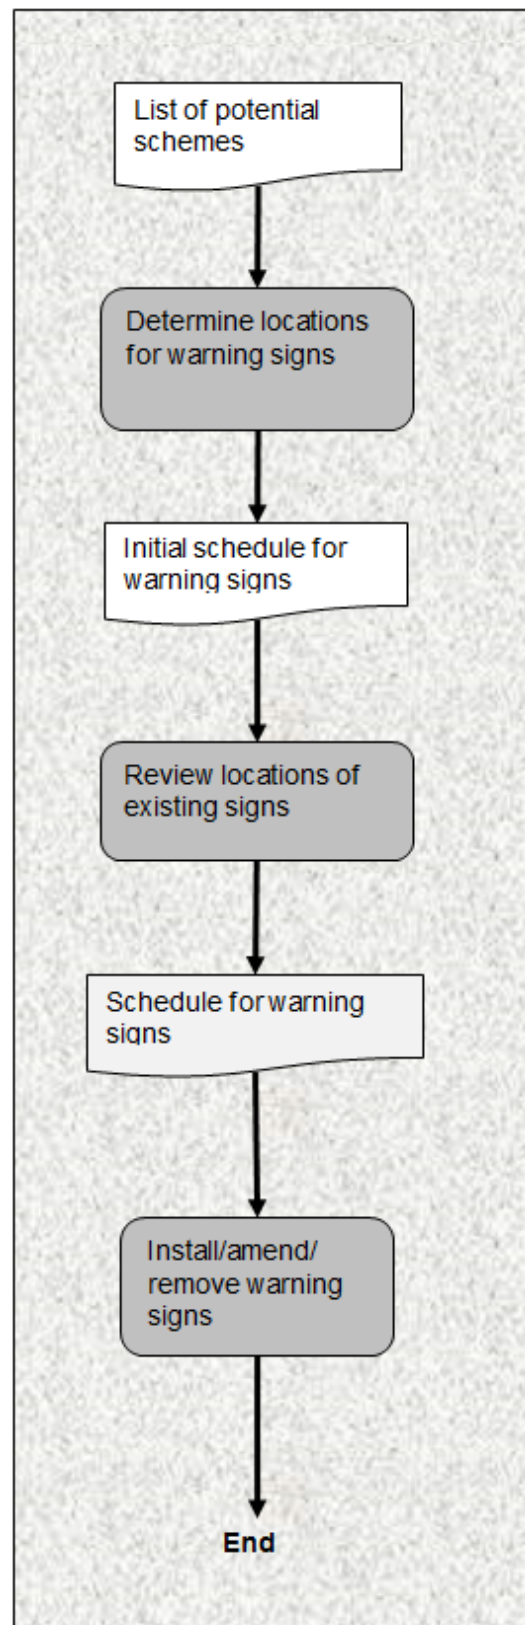 List of potential
schemes
Determine locations
for warning signs
Initial schedule for
warning signs
Review locations of
existing signs
Schedule for warning
signs
Install/amend/
remove warning
signs
End